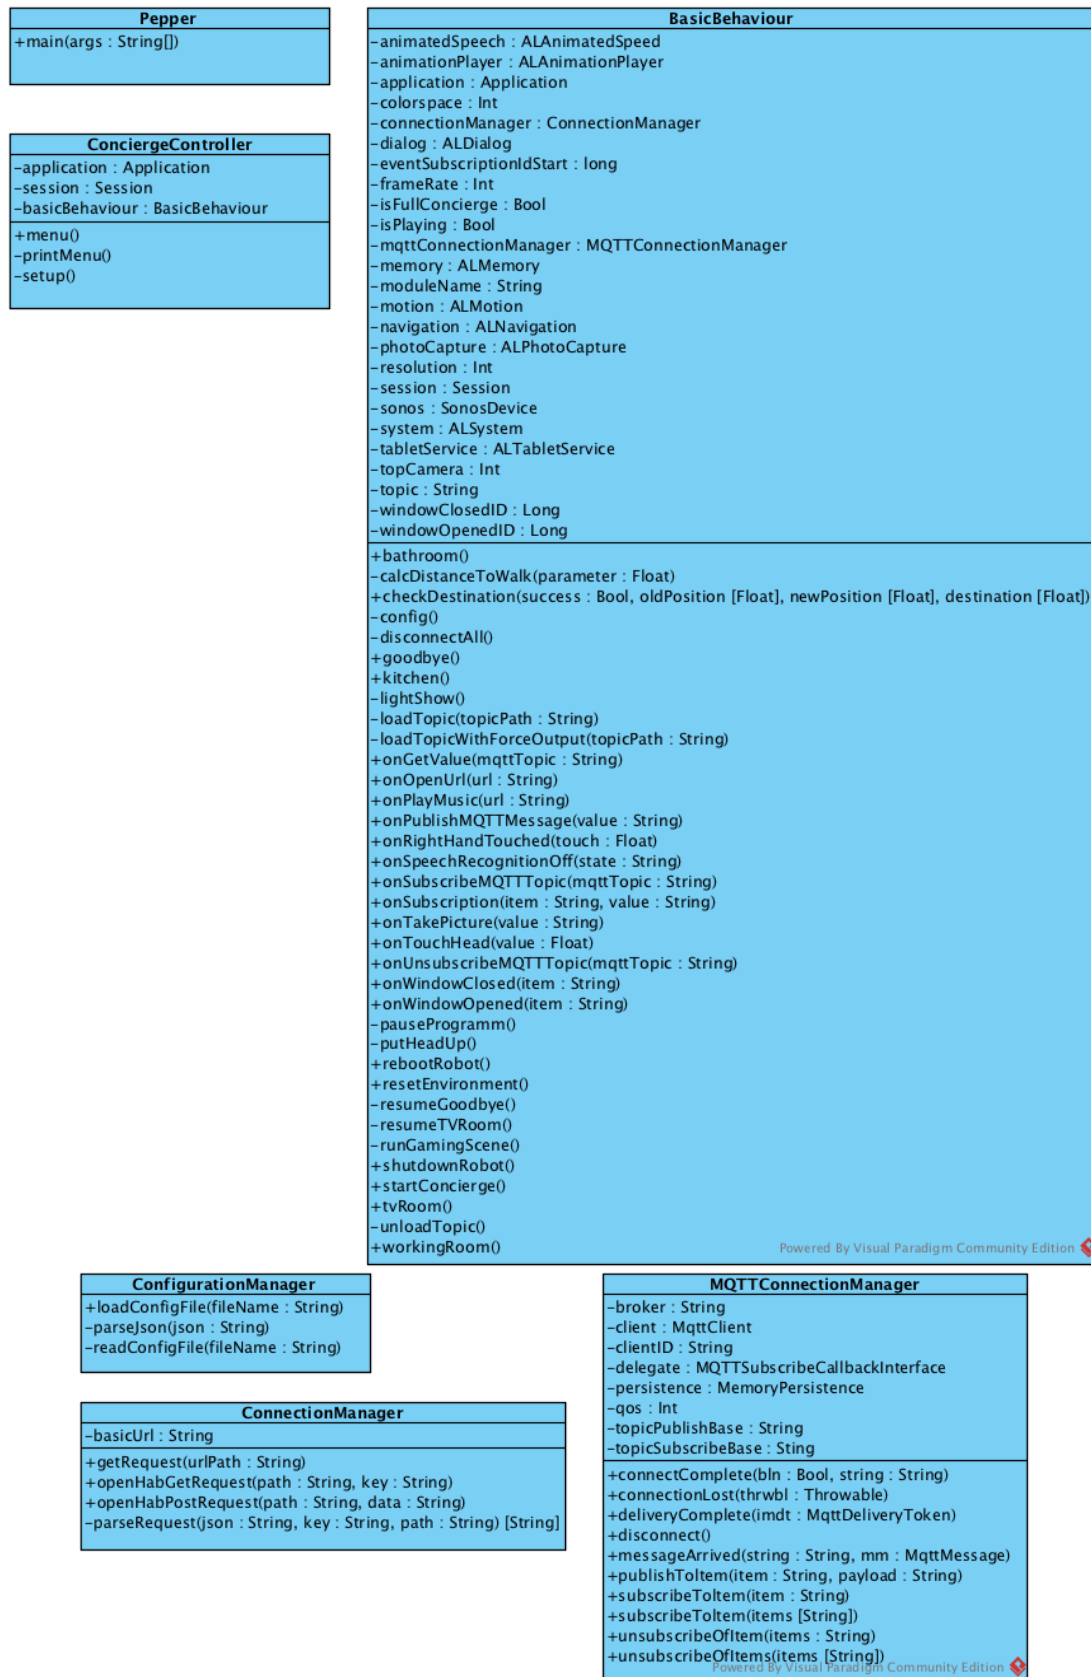 Pepper
+main(args : String[])
ConciergeController
-application : Application
-session : Session
-basicBehaviour : BasicBehaviour
+menu()
-printMenu()
-setup()
BasicBehaviour
-animatedSpeech : ALAnimatedSpeed
-animationPlayer : ALAnimationPlayer
-application : Application
-colorspace : Int
-connectionManager : ConnectionManager
-dialog : ALDialog
-eventSubscriptionIdStart : long
-frameRate : Int
-isFullConcierge : Bool
-isPlaying : Bool
-mqttConnectionManager : MQTTConnectionManager
-memory : ALMemory
-moduleName : String
-motion : ALMotion
-navigation : ALNavigation
-photoCapture : ALPhotoCapture
-resolution : Int
-session : Session
-sonos : SonosDevice
-system : ALSystem
-tabletService : ALTabletService
-topCamera : Int
-topic : String
-windowClosedID : Long
-windowOpenedID : Long
+bathroom()
-calcDistanceToWalk(parameter : Float)
+checkDestination(success : Bool, oldPosition [Float], newPosition [Float], destination [Float])
-config()
-disconnectAll()
+goodbye()
+kitchen()
-lightShow()
-loadTopic(topicPath : String)
-loadTopicWithForceOutput(topicPath : String)
+onGetValue(mqttTopic : String)
+onOpenUrl(url : String)
+onPlayMusic(url : String)
+onPublishMQTTMessage(value : String)
+onRightHandTouched(touch : Float)
+onSpeechRecognitionOff(state : String)
+onSubscribeMQTTTopic(mqttTopic : String)
+onSubscription(item : String, value : String)
+onTakePicture(value : String)
+onTouchHead(value : Float)
+onUnsubscribeMQTTTopic(mqttTopic : String)
+onWindowClosed(item : String)
+onWindowOpened(item : String)
-pauseProgramm()
-putHeadUp()
+rebootRobot()
+resetEnvironment()
-resumeGoodbye()
-resumeTVRoom()
-runGamingScene()
+shutdownRobot()
+startConcierge()
+tvRoom()
-unloadTopic()
+workingRoom()
Powered By Visual Paradigm Community Edition
ConfigurationManager
+loadConfigFile(fileName : String)
-parseJson(json : String)
-readConfigFile(fileName : String)
ConnectionManager
-basicUrl : String
+getRequest(urlPath : String)
+openHabGetRequest(path : String, key : String)
+openHabPostRequest(path : String, data : String)
-parseRequest(json : String, key : String, path : String) [String]
MQTTConnectionManager
-broker : String
-client : MqttClient
-clientID : String
-delegate : MQTTSubscribeCallbackInterface
-persistence : MemoryPersistence
-qos : Int
-topicPublishBase : String
-topicSubscribeBase : Sting
+connectComplete(bln : Bool, string : String)
+connectionLost(thrwbl : Throwable)
+deliveryComplete(imdt : MqttDeliveryToken)
+disconnect()
+messageArrived(string : String, mm : MqttMessage)
+publishToItem(item : String, payload : String)
+subscribeToItem(item : String)
+subscribeToItem(items [String])
+unsubscribeOfItem(items : String)
+unsubscribeOfItems(items [String])
Powered By Visual Paradigm Community Edition